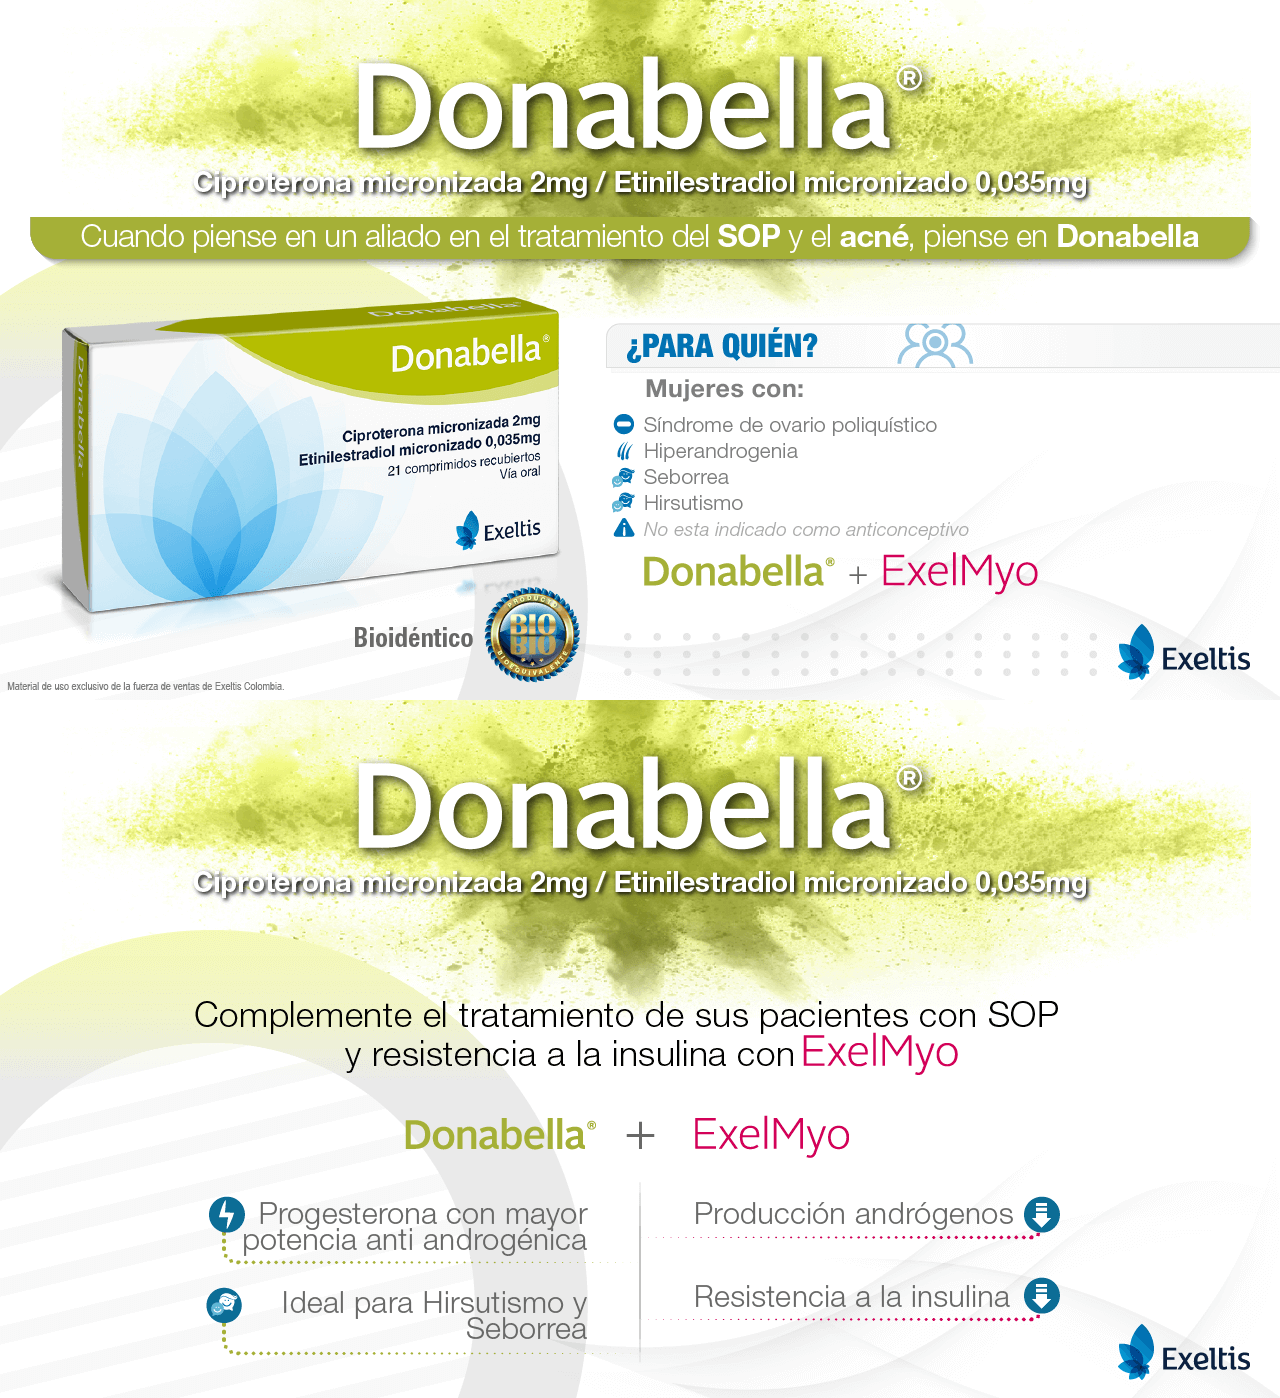 Donabella®
Ciproterona micronizada 2mg / Etinilestradiol micronizado 0,035mg
Cuando piense en un aliado en el tratamiento del SOP y el acné, piense en Donabella
Donabella®
Donabella
Donabella®
Ciproterona micronizada 2mg
Etinilestradiol micronizado 0,035mg
21 comprimidos recubiertos
Vía oral
Exeltis
¿PARA QUIÉN?
Mujeres con:
Síndrome de ovario poliquístico
Hiperandrogenia
Seborrea
Hirsutismo
No esta indicado como anticonceptivo
Donabella® + ExelMyo
Bioidéntico
PRODUCTO
BIO
BIO
BIOEQUIVALENTE
Exeltis
Material de uso exclusivo de la fuerza de ventas de Exeltis Colombia.
Donabella®
Ciproterona micronizada 2mg / Etinilestradiol micronizado 0,035mg
Complemente el tratamiento de sus pacientes con SOP
y resistencia a la insulina con ExelMyo
Donabella® + ExelMyo
Progesterona con mayor
potencia anti androgénica
Ideal para Hirsutismo y
Seborrea
Producción andrógenos
Resistencia a la insulina
Exeltis